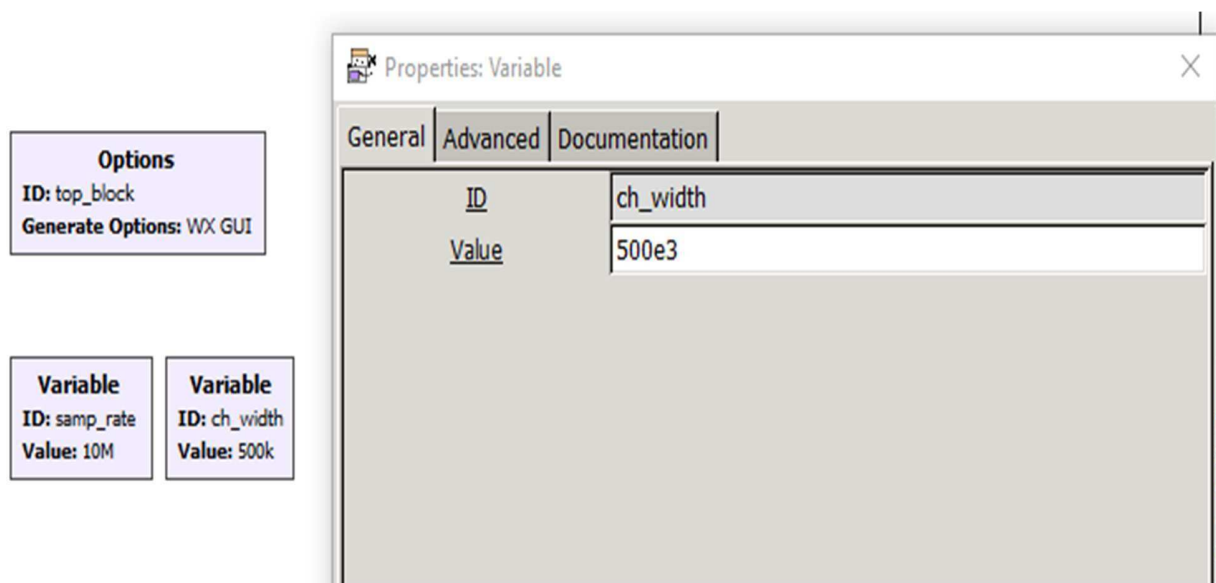 Options
ID: top_block
Generate Options: WX GUI
Variable
ID: samp_rate
Value: 10M
Variable
ID: ch_width
Value: 500k
Properties: Variable
General Advanced Documentation
ID ch_width
Value 500e3